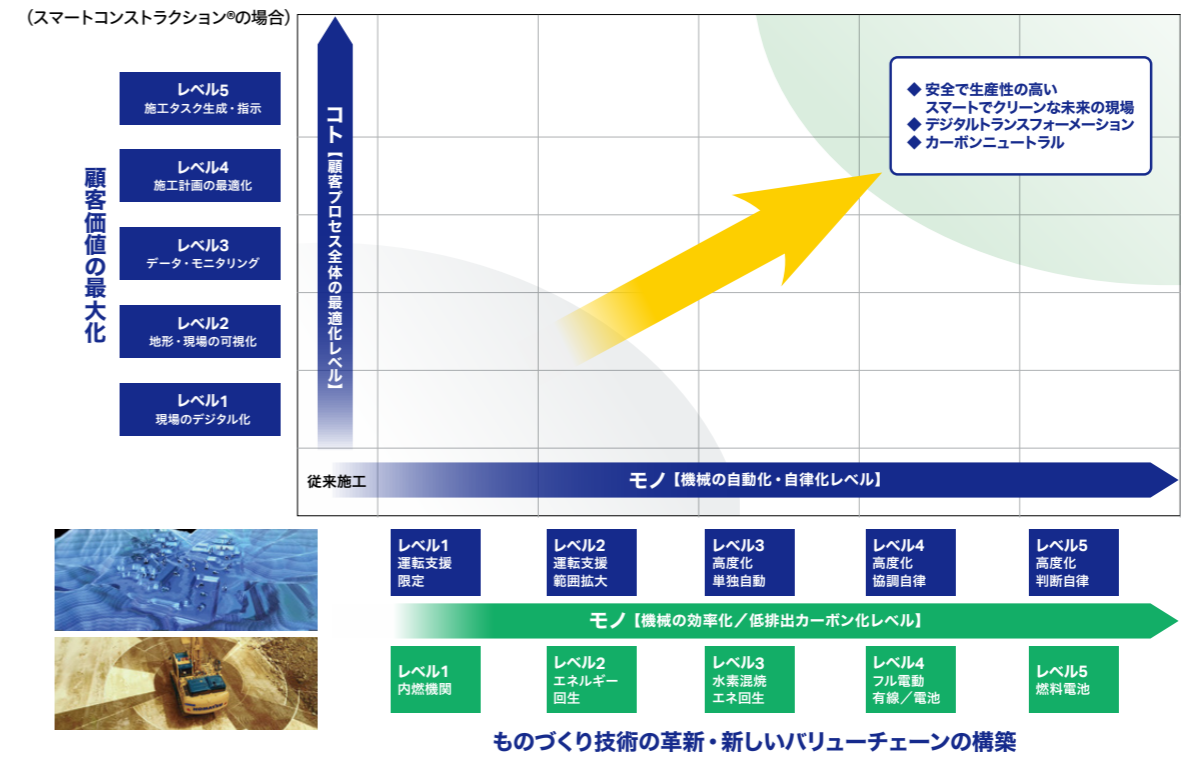 （スマートコンストラクション®の場合）
顧客価値の最大化
レベル5
施工タスク生成・指示
レベル4
施工計画の最適化
レベル3
データ・モニタリング
レベル2
地形・現場の可視化
レベル1
現場のデジタル化
コト【顧客プロセス全体の最適化レベル】
◆ 安全で生産性の高い
スマートでクリーンな未来の現場
◆ デジタルトランスフォーメーション
◆ カーボンニュートラル
従来施工
モノ【機械の自動化・自律化レベル】
レベル1
運転支援
限定
レベル2
運転支援
範囲拡大
レベル3
高度化
単独自動
レベル4
高度化
協調自律
レベル5
高度化
判断自律
モノ【機械の効率化／低排出カーボン化レベル】
レベル1
内燃機関
レベル2
エネルギー
回生
レベル3
水素混焼
エネ回生
レベル4
フル電動
有線／電池
レベル5
燃料電池
ものづくり技術の革新・新しいバリューチェーンの構築